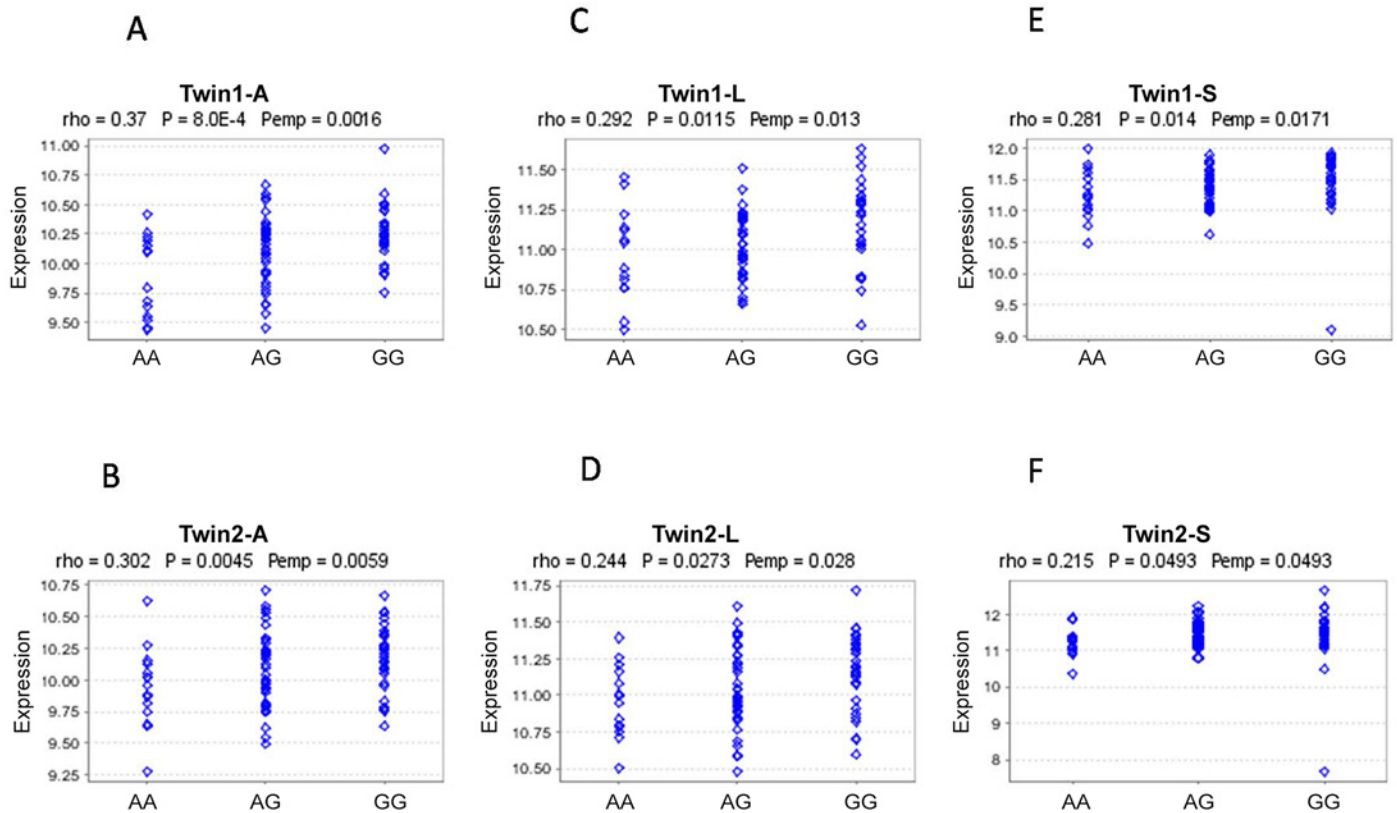 A
Twin1-A
rho = 0.37 P = 8.0E-4 Pemp = 0.0016
Expression
11.00
10.75
10.50
10.25
10.00
9.75
9.50
AA AG GG
C
Twin1-L
rho = 0.292 P = 0.0115 Pemp = 0.013
Expression
11.50
11.25
11.00
10.75
10.50
AA AG GG
E
Twin1-S
rho = 0.281 P = 0.014 Pemp = 0.0171
Expression
12.0
11.5
11.0
10.5
10.0
9.5
9.0
AA AG GG
B
Twin2-A
rho = 0.302 P = 0.0045 Pemp = 0.0059
Expression
10.75
10.50
10.25
10.00
9.75
9.50
9.25
AA AG GG
D
Twin2-L
rho = 0.244 P = 0.0273 Pemp = 0.028
Expression
11.75
11.50
11.25
11.00
10.75
10.50
AA AG GG
F
Twin2-S
rho = 0.215 P = 0.0493 Pemp = 0.0493
Expression
12
11
10
9
8
AA AG GG